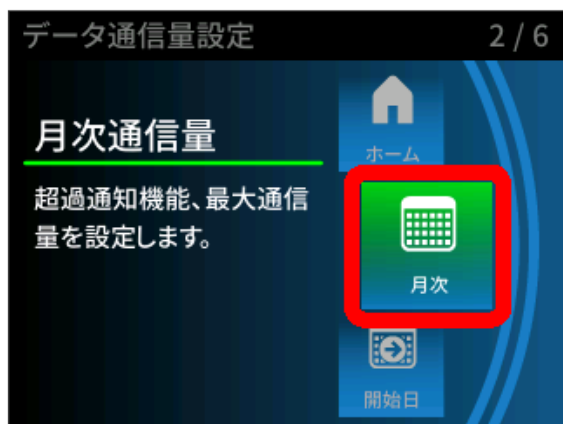 データ通信量設定 2 / 6
月次通信量
超過通知機能、最大通信
量を設定します。
ホーム
月次
開始日